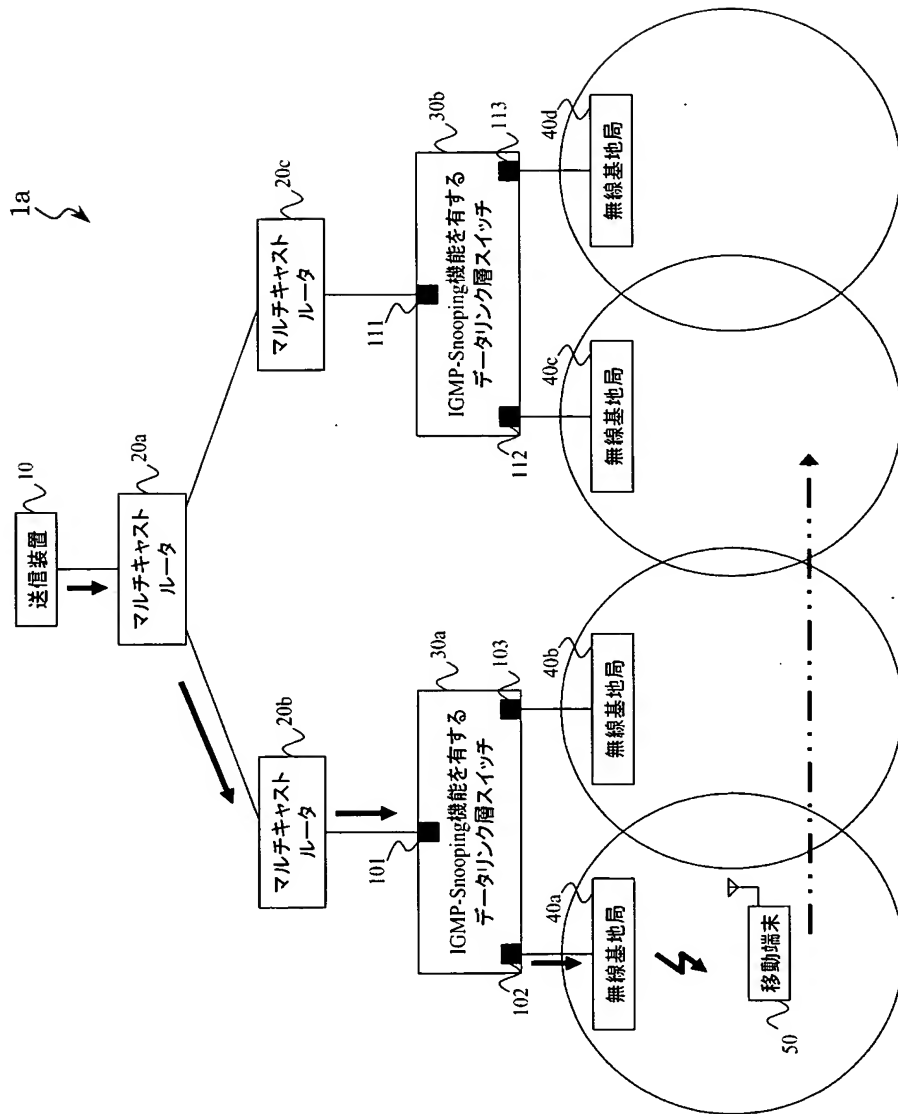 1a
送信装置
10
マルチキャスト
ルータ
20a
マルチキャスト
ルータ
20b
マルチキャスト
ルータ
20c
101
IGMP-Snooping機能を有する
データリンク層スイッチ
30a
102
103
111
IGMP-Snooping機能を有する
データリンク層スイッチ
30b
112
113
無線基地局
40a
無線基地局
40b
無線基地局
40c
無線基地局
40d
移動端末
50